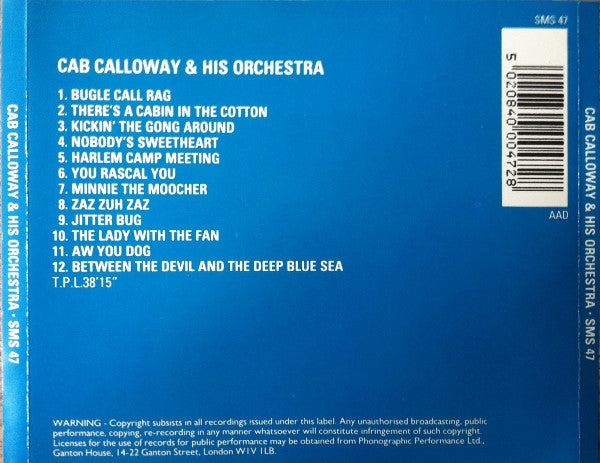 SMS 47
CAB CALLOWAY & HIS ORCHESTRA
1. BUGLE CALL RAG
2. THERE'S A CABIN IN THE COTTON
3. KICKIN' THE GONG AROUND
4. NOBODY'S SWEETHEART
5. HARLEM CAMP MEETING
6. YOU RASCAL YOU
7. MINNIE THE MOOCHER
8. ZAZ ZUH ZAZ
9. JITTER BUG
10. THE LADY WITH THE FAN
11. AW YOU DOG
12. BETWEEN THE DEVIL AND THE DEEP BLUE SEA
T.P.L.38'15"
5 020840 004728
AAD
CAB CALLOWAY & HIS ORCHESTRA · SMS 47
CAB CALLOWAY & HIS ORCHESTRA · SMS 47
WARNING - Copyright subsists in all recordings issued under this label. Any unauthorised broadcasting, public
performance, copying, re-recording in any manner whatsoever will constitute infringement of such copyright.
Licenses for the use of records for public performance may be obtained from Phonographic Performance Ltd.,
Ganton House, 14-22 Ganton Street, London W1V 1LB.